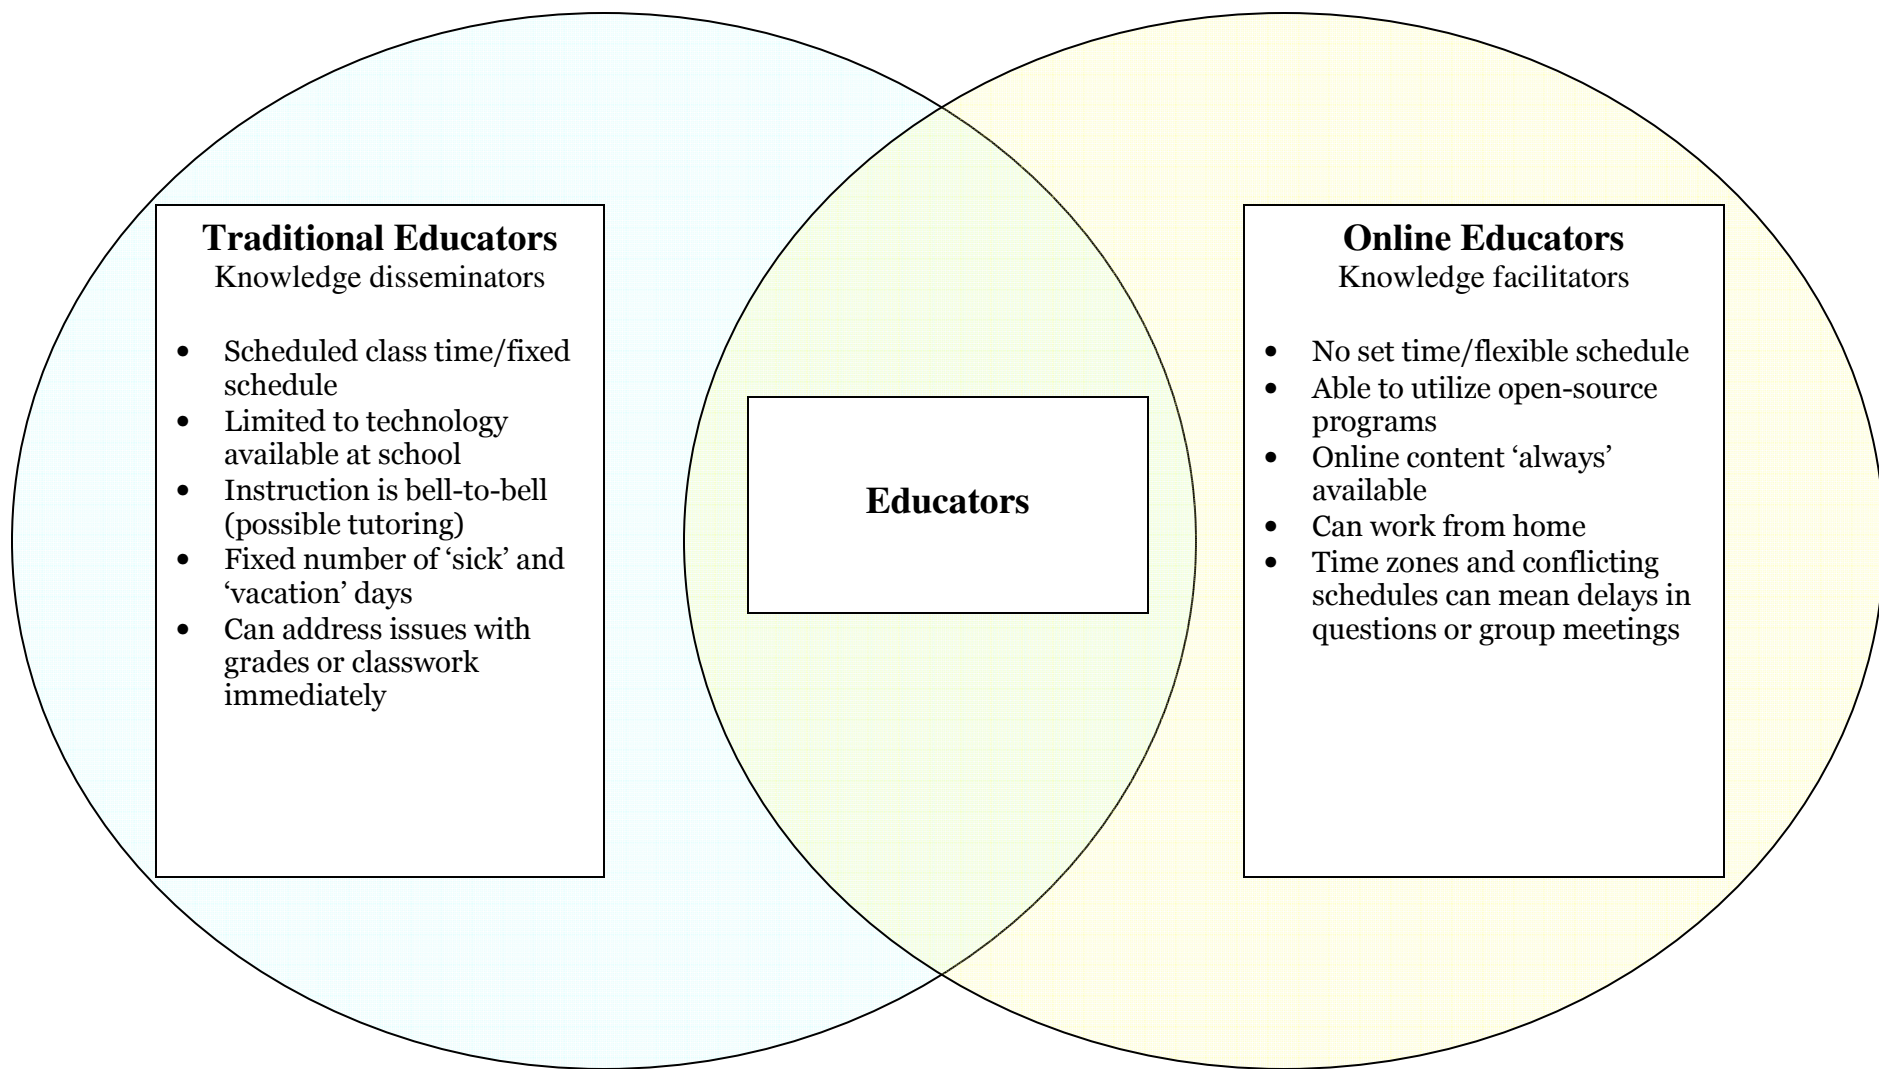 Traditional Educators
Knowledge disseminators
• Scheduled class time/fixed
schedule
• Limited to technology
available at school
• Instruction is bell-to-bell
(possible tutoring)
• Fixed number of ‘sick’ and
‘vacation’ days
• Can address issues with
grades or classwork
immediately
Educators
Online Educators
Knowledge facilitators
• No set time/flexible schedule
• Able to utilize open-source
programs
• Online content ‘always’
available
• Can work from home
• Time zones and conflicting
schedules can mean delays in
questions or group meetings